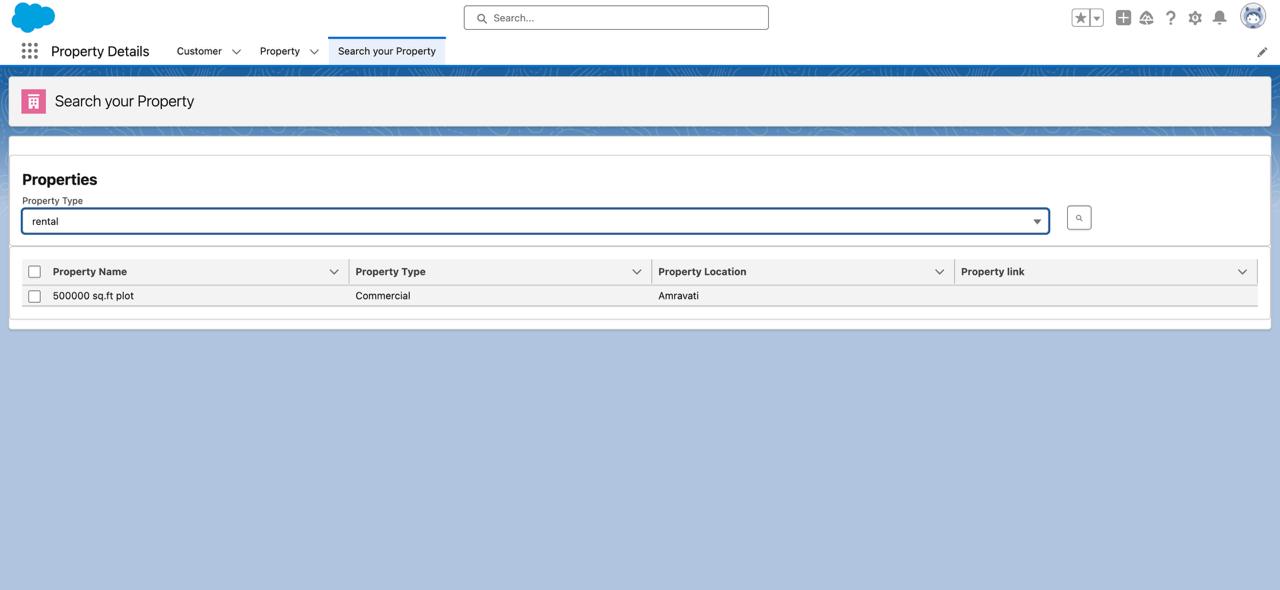 Search...
Property Details
Customer
Property
Search your Property
Search your Property
Properties
Property Type
rental
Property Name Property Type Property Location Property link
500000 sq.ft plot Commercial Amravati